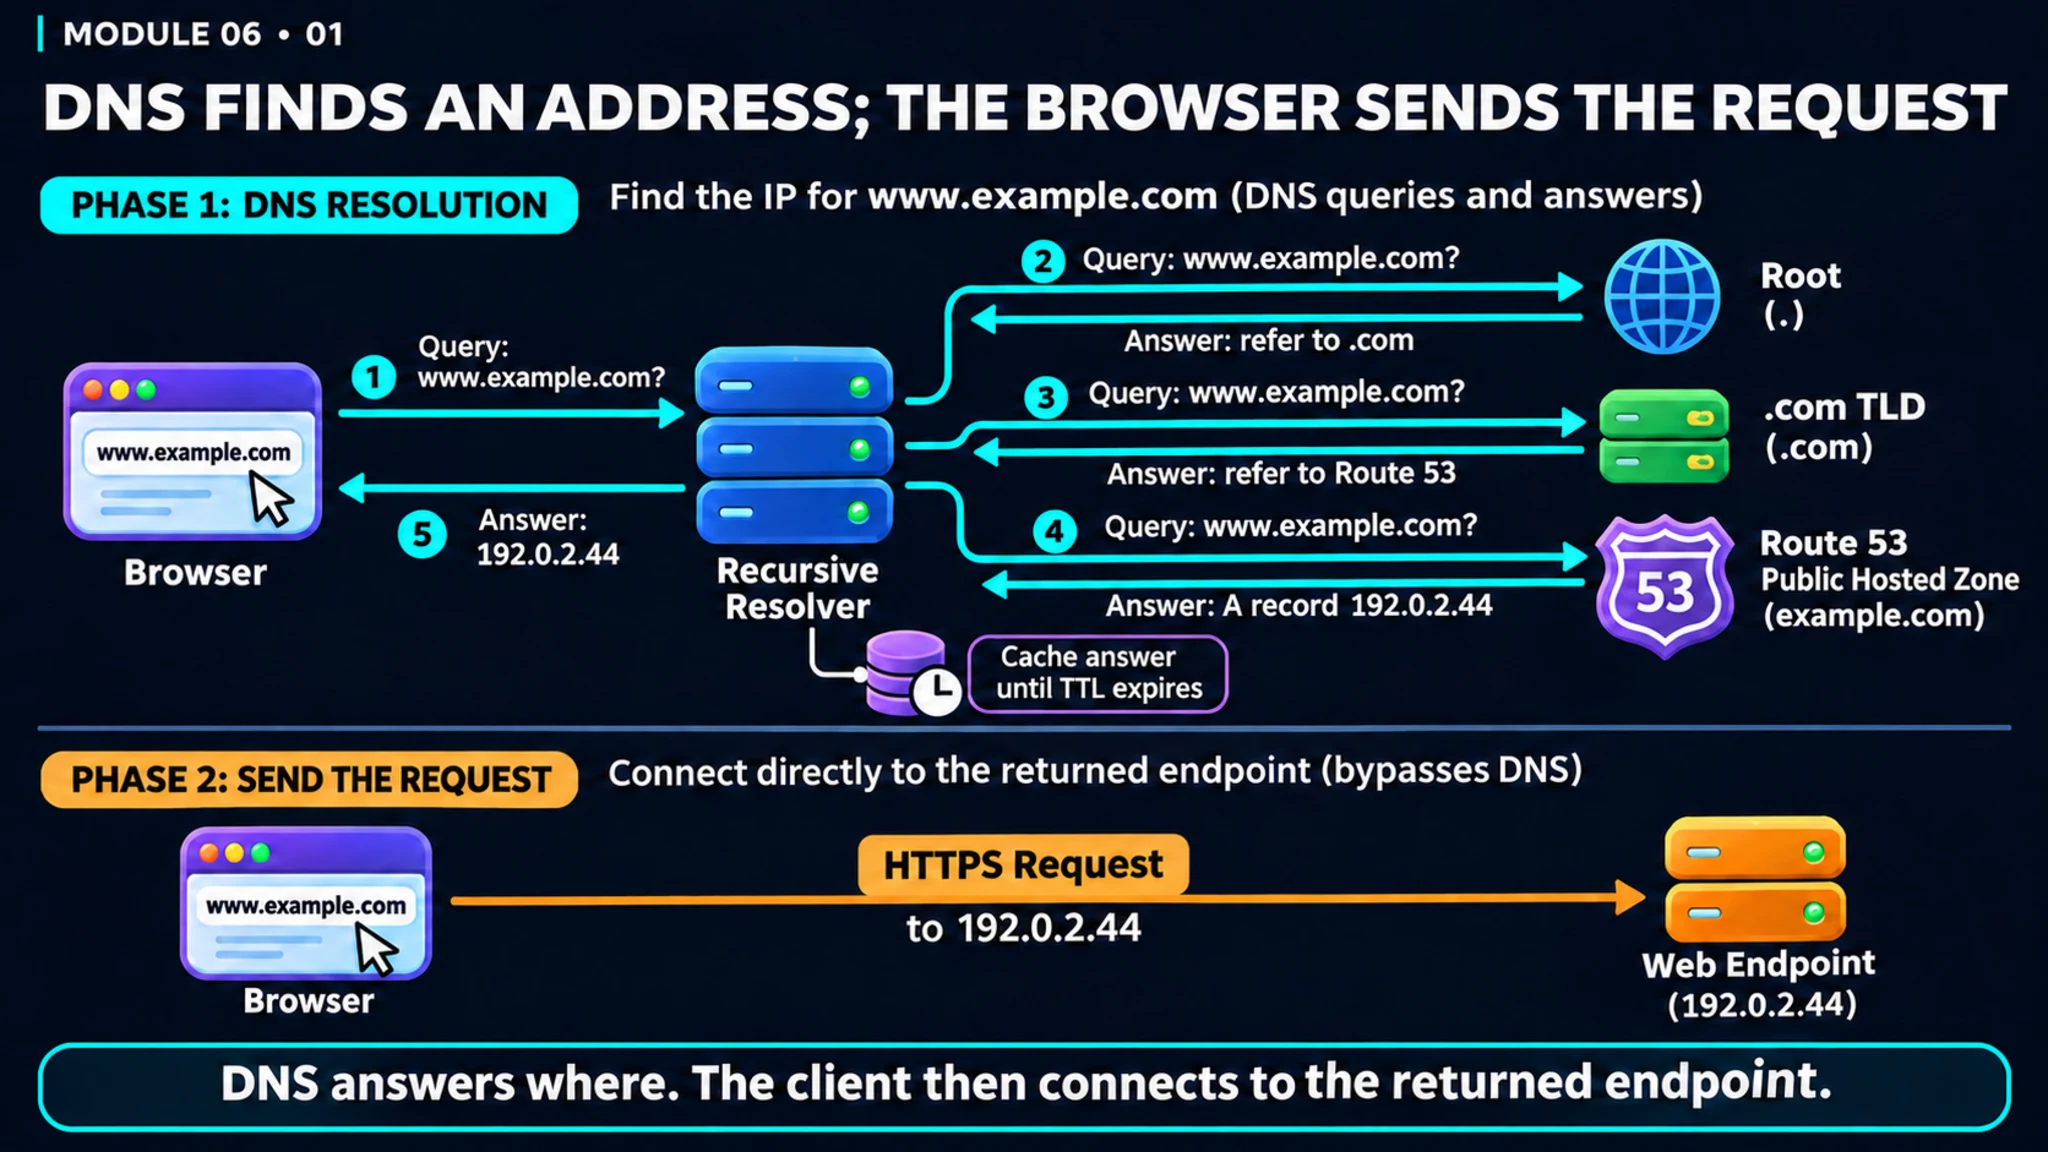 MODULE 06 • 01
DNS FINDS AN ADDRESS; THE BROWSER SENDS THE REQUEST
PHASE 1: DNS RESOLUTION
Find the IP for www.example.com (DNS queries and answers)
1
Query:
www.example.com?
www.example.com
Browser
5
Answer:
192.0.2.44
Recursive
Resolver
2
Query: www.example.com?
Answer: refer to .com
Root
(.)
3
Query: www.example.com?
Answer: refer to Route 53
.com TLD
(.com)
4
Query: www.example.com?
Answer: A record 192.0.2.44
53
Route 53
Public Hosted Zone
(example.com)
Cache answer
until TTL expires
PHASE 2: SEND THE REQUEST
Connect directly to the returned endpoint (bypasses DNS)
www.example.com
Browser
HTTPS Request
to 192.0.2.44
Web Endpoint
(192.0.2.44)
DNS answers where. The client then connects to the returned endpoint.